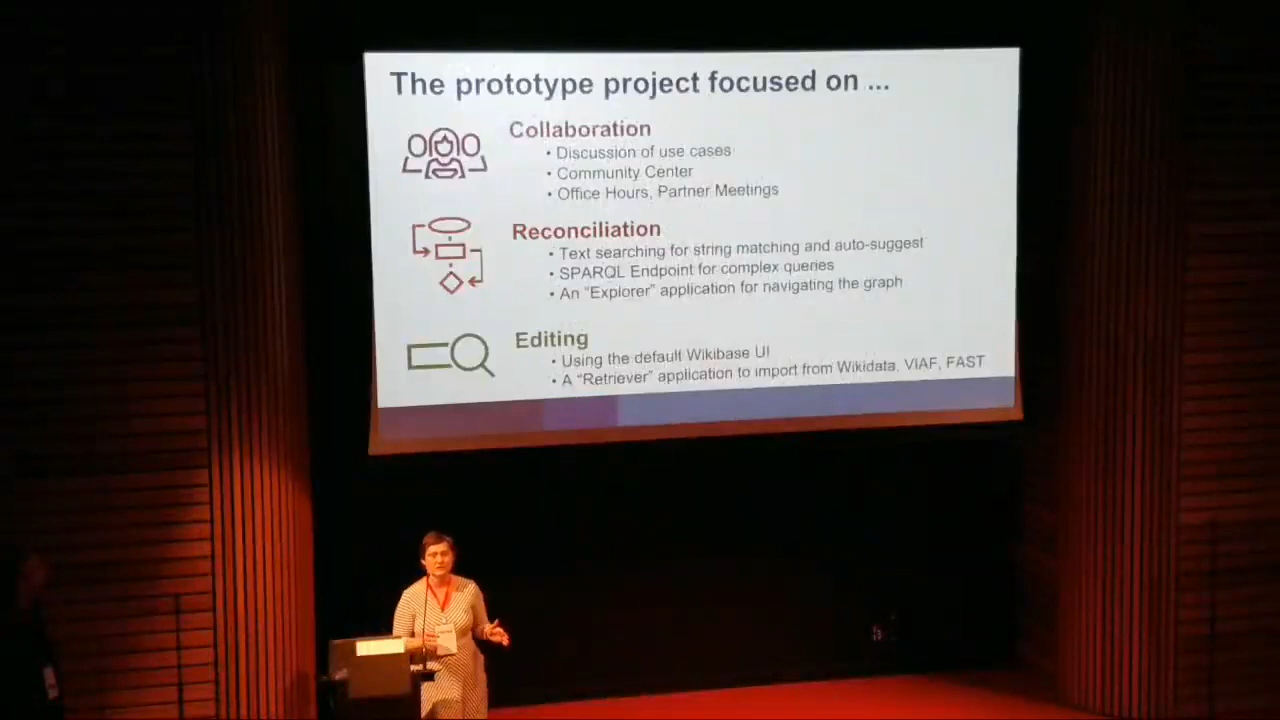 The prototype project focused on ...
Collaboration
• Discussion of use cases
• Community Center
• Office Hours, Partner Meetings
Reconciliation
• Text searching for string matching and auto-suggest
• SPARQL Endpoint for complex queries
• An “Explorer” application for navigating the graph
Editing
• Using the default Wikibase UI
• A “Retriever” application to import from Wikidata, VIAF, FAST